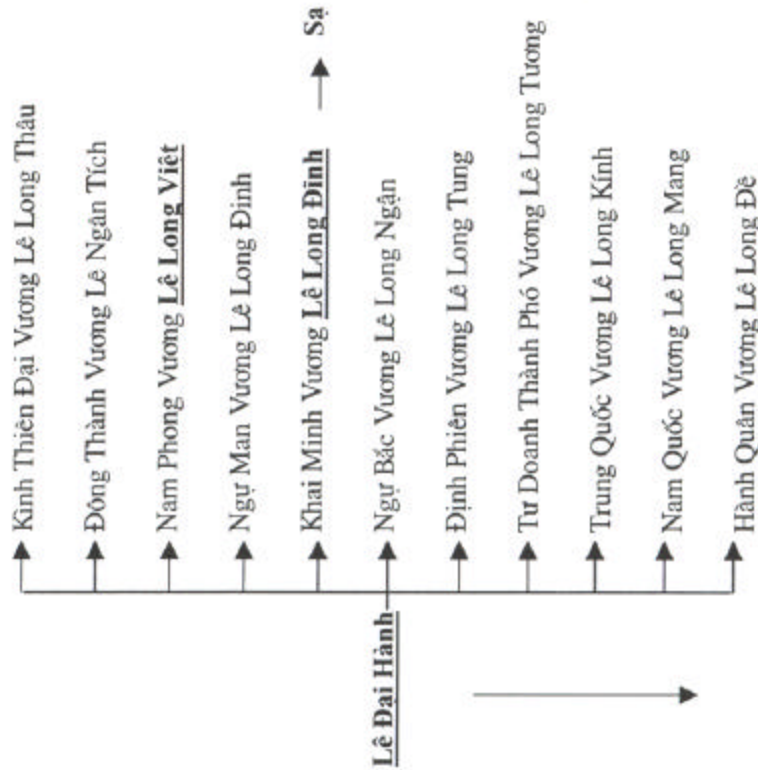 Kinh Thiên Đại Vương Lê Long Thâu
Đông Thành Vương Lê Ngân Tích
Nam Phong Vương Lê Long Việt
Ngự Man Vương Lê Long Đinh
Khai Minh Vương Lê Long Đĩnh
Sạ
Ngự Bắc Vương Lê Long Ngận
Lê Đại Hành
Định Phiên Vương Lê Long Tung
Tư Doanh Thành Phó Vương Lê Long Tương
Trung Quốc Vương Lê Long Kính
Nam Quốc Vương Lê Long Mang
Hành Quân Vương Lê Long Đề